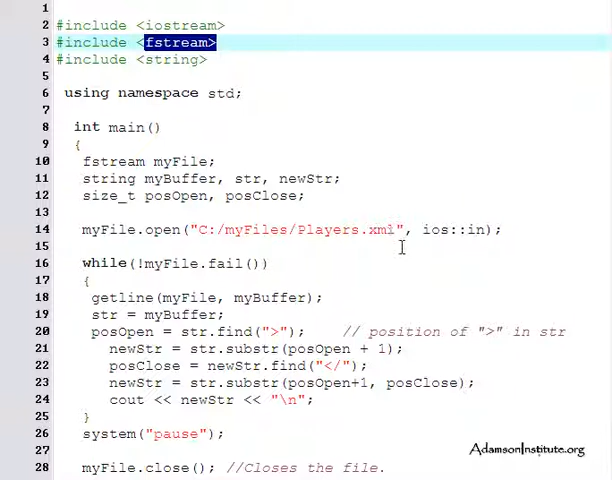 1
2 #include <iostream>
3 #include <fstream>
4 #include <string>
5
6 using namespace std;
7
8 int main()
9 {
10 fstream myFile;
11 string myBuffer, str, newStr;
12 size_t posOpen, posClose;
13
14 myFile.open("C:/myFiles/Players.xml", ios::in);
15
16 while(!myFile.fail())
17 {
18 getline(myFile, myBuffer);
19 str = myBuffer;
20 posOpen = str.find(">"); // position of ">" in str
21 newStr = str.substr(posOpen + 1);
22 posClose = newStr.find("</");
23 newStr = str.substr(posOpen+1, posClose);
24 cout << newStr << "\n";
25 }
26 system("pause");
27
28 myFile.close(); //Closes the file.
AdamsonInstitute.org